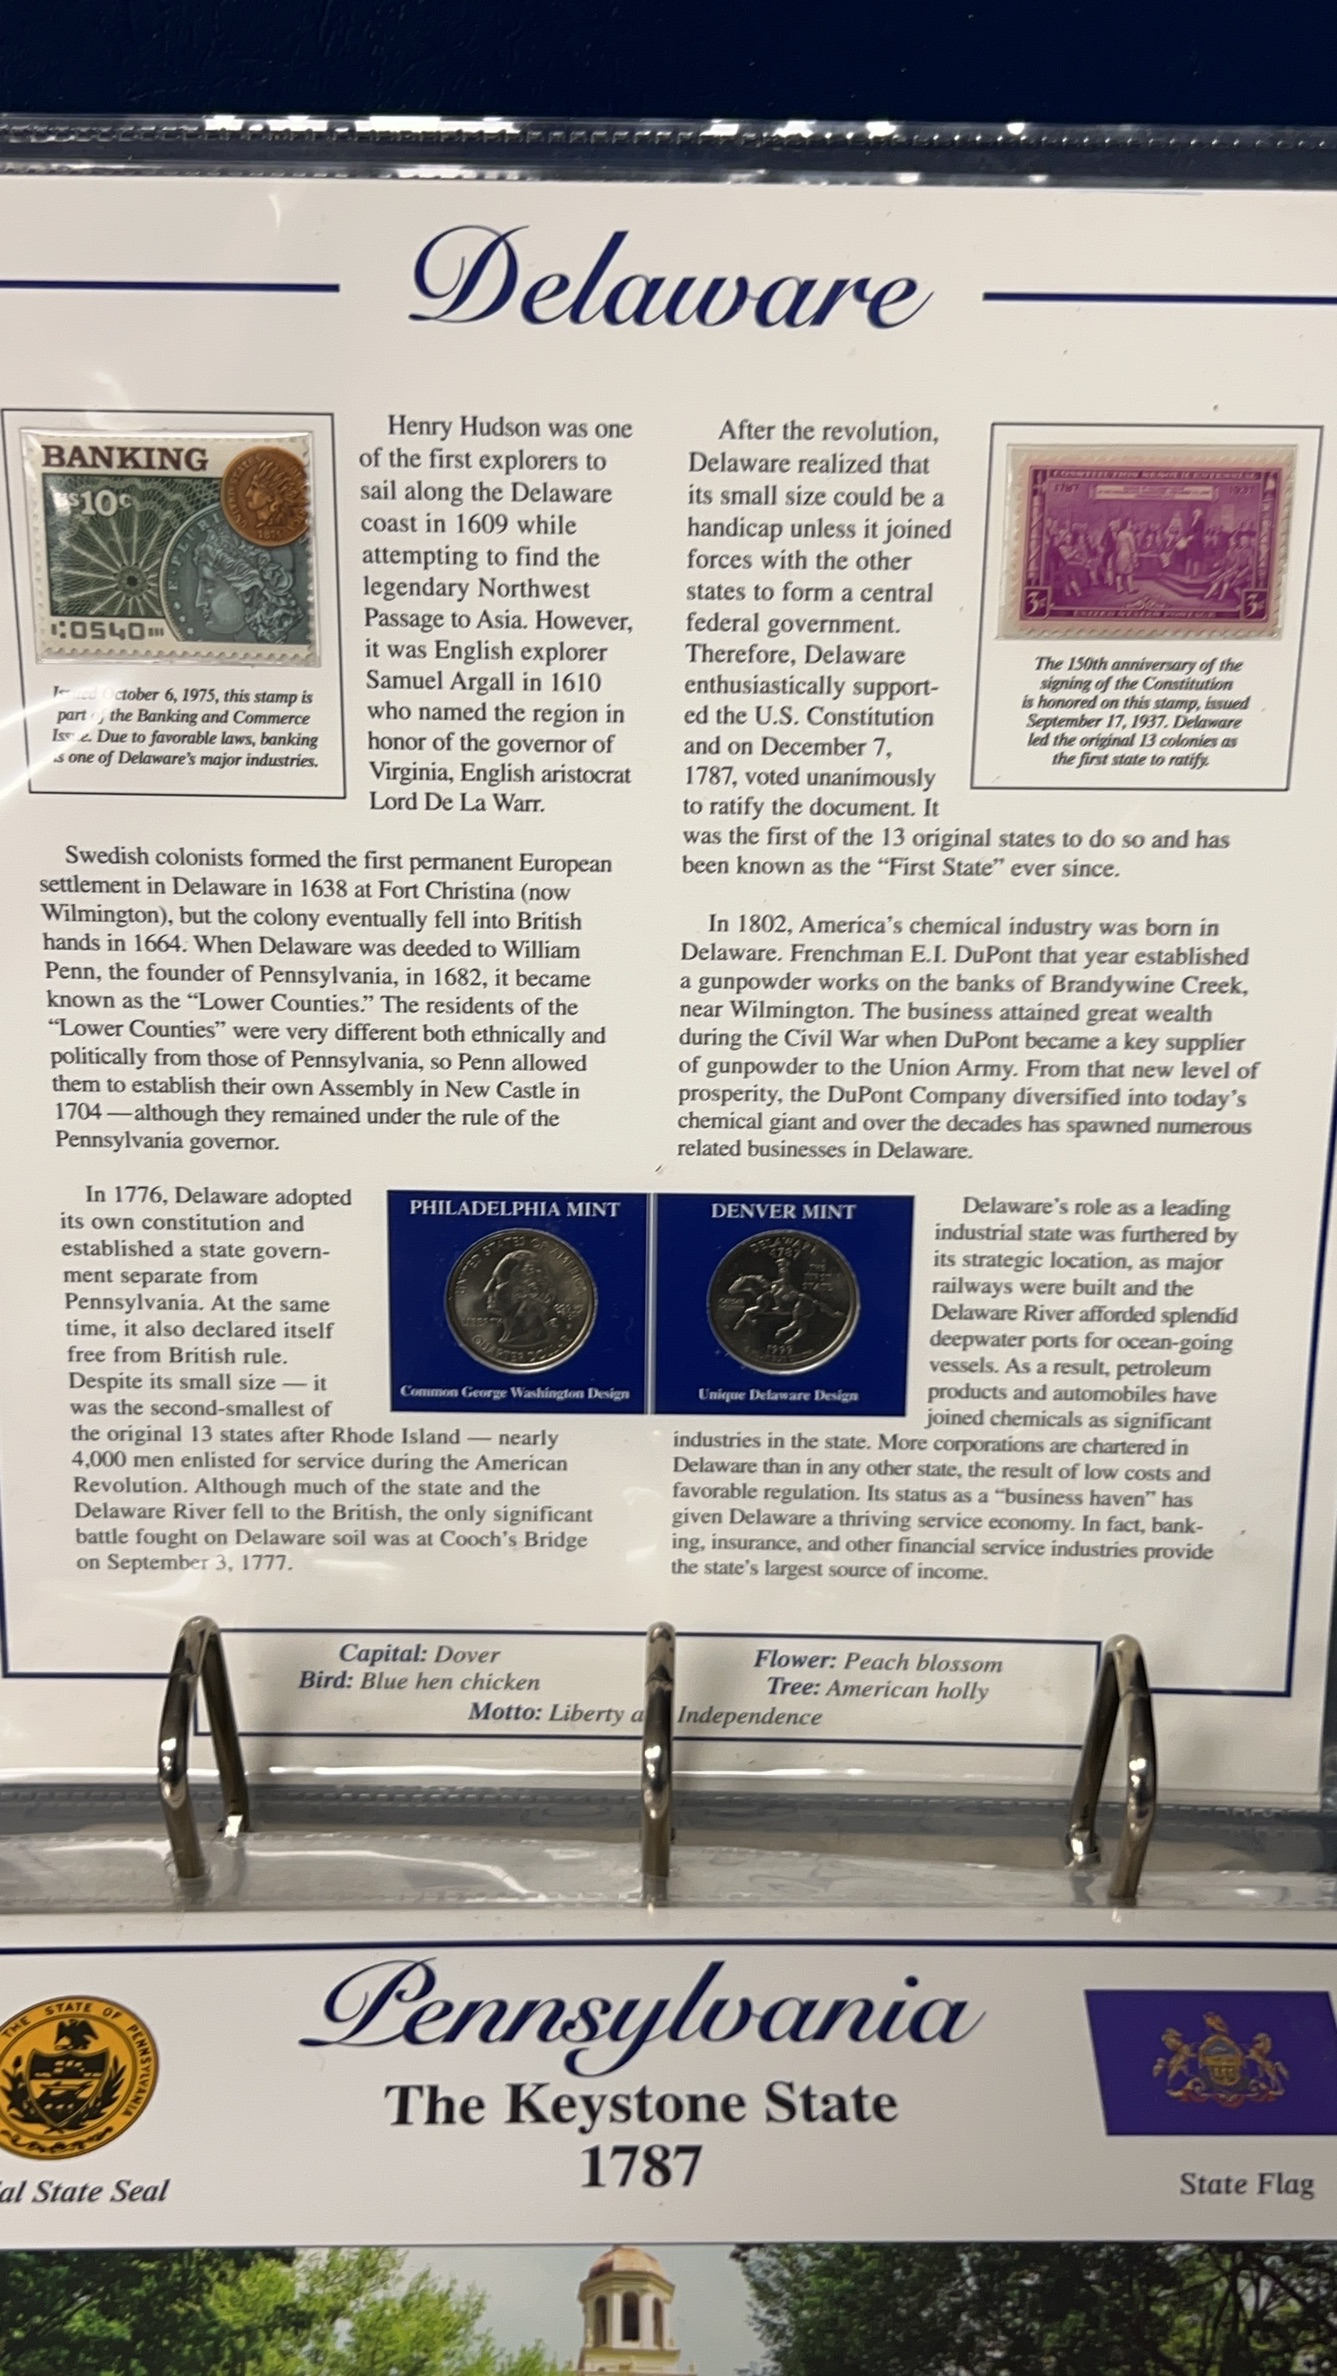 Delaware
BANKING
US10c
Issued October 6, 1975, this stamp is
part of the Banking and Commerce
Issue. Due to favorable laws, banking
is one of Delaware's major industries.
Henry Hudson was one
of the first explorers to
sail along the Delaware
coast in 1609 while
attempting to find the
legendary Northwest
Passage to Asia. However,
it was English explorer
Samuel Argall in 1610
who named the region in
honor of the governor of
Virginia, English aristocrat
Lord De La Warr.
Swedish colonists formed the first permanent European
settlement in Delaware in 1638 at Fort Christina (now
Wilmington), but the colony eventually fell into British
hands in 1664. When Delaware was deeded to William
Penn, the founder of Pennsylvania, in 1682, it became
known as the “Lower Counties.” The residents of the
“Lower Counties” were very different both ethnically and
politically from those of Pennsylvania, so Penn allowed
them to establish their own Assembly in New Castle in
1704 — although they remained under the rule of the
Pennsylvania governor.
In 1776, Delaware adopted
its own constitution and
established a state govern-
ment separate from
Pennsylvania. At the same
time, it also declared itself
free from British rule.
Despite its small size — it
was the second-smallest of
the original 13 states after Rhode Island — nearly
4,000 men enlisted for service during the American
Revolution. Although much of the state and the
Delaware River fell to the British, the only significant
battle fought on Delaware soil was at Cooch's Bridge
on September 3, 1777.
After the revolution,
Delaware realized that
its small size could be a
handicap unless it joined
forces with the other
states to form a central
federal government.
Therefore, Delaware
enthusiastically support-
ed the U.S. Constitution
and on December 7,
1787, voted unanimously
to ratify the document. It
was the first of the 13 original states to do so and has
been known as the “First State” ever since.
1787 1937
3c 3c
UNITED STATES POSTAGE
The 150th anniversary of the
signing of the Constitution
is honored on this stamp, issued
September 17, 1937. Delaware
led the original 13 colonies as
the first state to ratify.
In 1802, America's chemical industry was born in
Delaware. Frenchman E.I. DuPont that year established
a gunpowder works on the banks of Brandywine Creek,
near Wilmington. The business attained great wealth
during the Civil War when DuPont became a key supplier
of gunpowder to the Union Army. From that new level of
prosperity, the DuPont Company diversified into today's
chemical giant and over the decades has spawned numerous
related businesses in Delaware.
Delaware's role as a leading
industrial state was furthered by
its strategic location, as major
railways were built and the
Delaware River afforded splendid
deepwater ports for ocean-going
vessels. As a result, petroleum
products and automobiles have
joined chemicals as significant
industries in the state. More corporations are chartered in
Delaware than in any other state, the result of low costs and
favorable regulation. Its status as a “business haven” has
given Delaware a thriving service economy. In fact, bank-
ing, insurance, and other financial service industries provide
the state's largest source of income.
PHILADELPHIA MINT
UNITED STATES OF AMERICA
LIBERTY
QUARTER DOLLAR
Common George Washington Design
DENVER MINT
DELAWARE
1787
THE
FIRST
STATE
1999
Unique Delaware Design
Capital: Dover
Bird: Blue hen chicken
Flower: Peach blossom
Tree: American holly
Motto: Liberty a Independence
Pennsylvania
The Keystone State
1787
STATE OF PENNSYLVANIA
al State Seal
State Flag